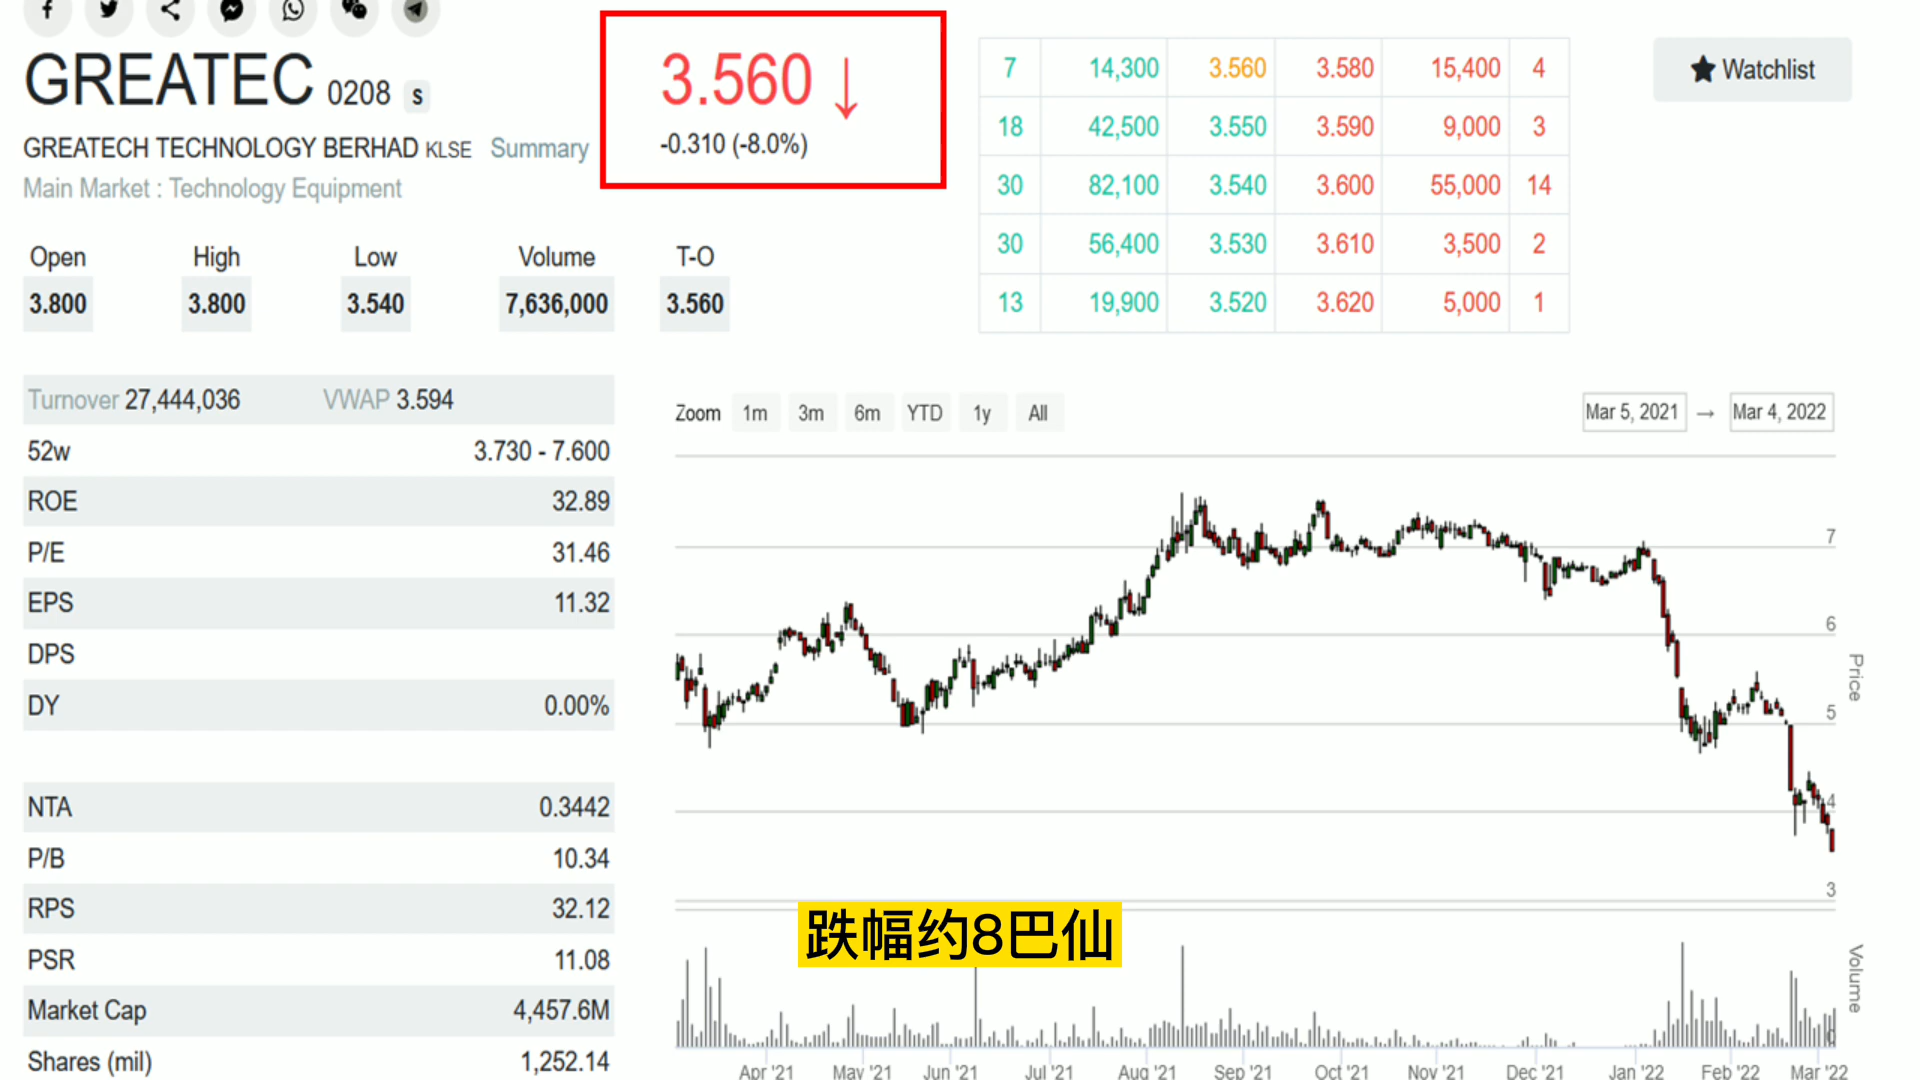 GREATEC 0208 s
GREATECH TECHNOLOGY BERHAD KLSE Summary
Main Market : Technology Equipment
3.560 ↓
-0.310 (-8.0%)
7 14,300 3.560 3.580 15,400 4
18 42,500 3.550 3.590 9,000 3
30 82,100 3.540 3.600 55,000 14
30 56,400 3.530 3.610 3,500 2
13 19,900 3.520 3.620 5,000 1
★ Watchlist
Open High Low Volume T-O
3.800 3.800 3.540 7,636,000 3.560
Turnover 27,444,036 VWAP 3.594
52w 3.730 - 7.600
ROE 32.89
P/E 31.46
EPS 11.32
DPS
DY 0.00%
NTA 0.3442
P/B 10.34
RPS 32.12
PSR 11.08
Market Cap 4,457.6M
Shares (mil) 1,252.14
Zoom 1m 3m 6m YTD 1y All
Mar 5, 2021 → Mar 4, 2022
7
6
5
4
3
Price
跌幅约8巴仙
Volume
0
Apr '21 May '21 Jun '21 Jul '21 Aug '21 Sep '21 Oct '21 Nov '21 Dec '21 Jan '22 Feb '22 Mar '22